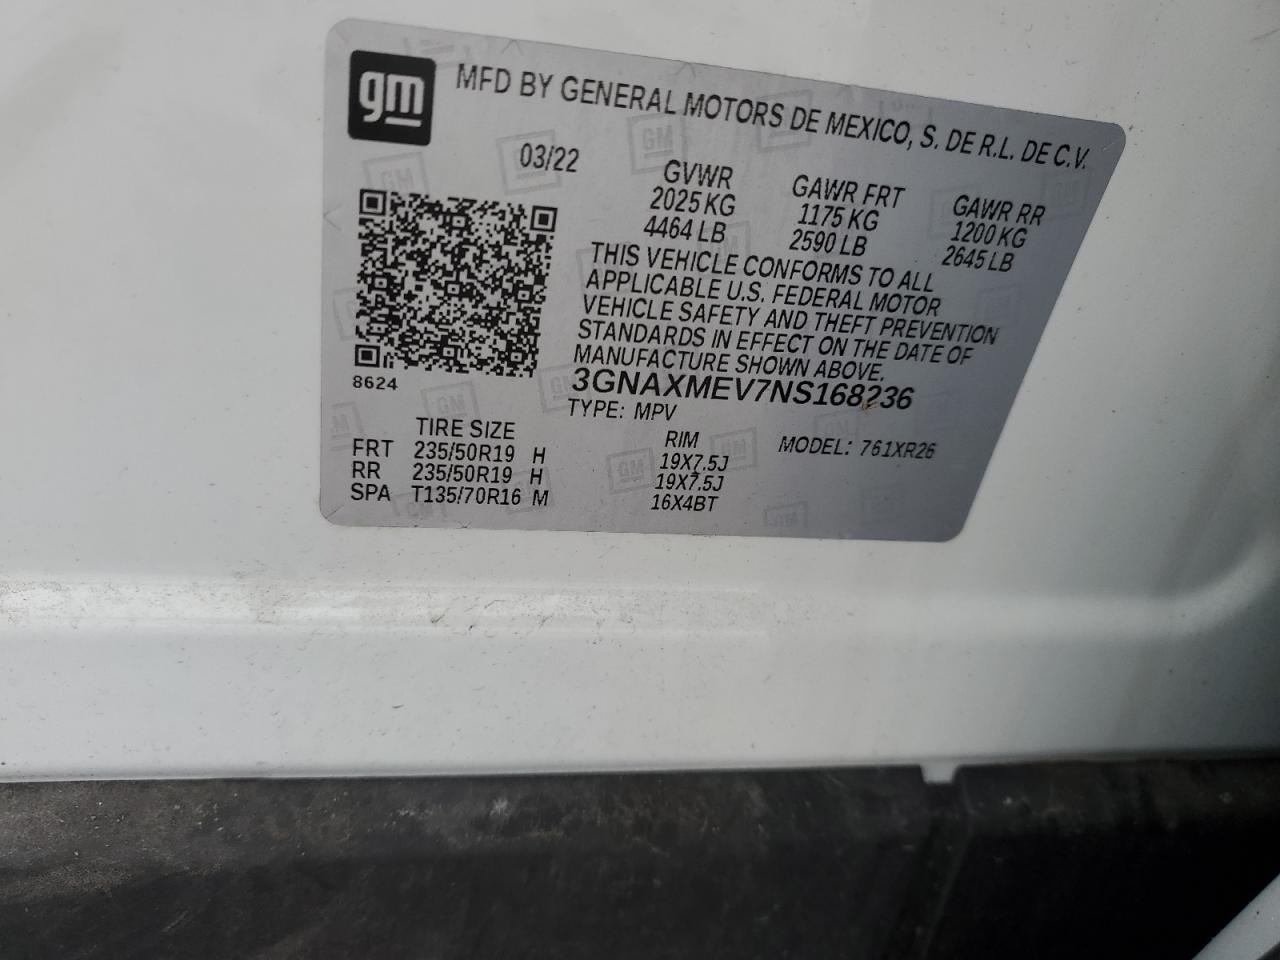 gm MFD BY GENERAL MOTORS DE MEXICO, S. DE R.L. DE C.V.
03/22 GVWR GAWR FRT GAWR RR
2025 KG 1175 KG 1200 KG
4464 LB 2590 LB 2645 LB
THIS VEHICLE CONFORMS TO ALL
APPLICABLE U.S. FEDERAL MOTOR
VEHICLE SAFETY AND THEFT PREVENTION
STANDARDS IN EFFECT ON THE DATE OF
MANUFACTURE SHOWN ABOVE.
8624 3GNAXMEV7NS168236
TYPE: MPV MODEL: 761XR26
TIRE SIZE RIM
FRT 235/50R19 H 19X7.5J
RR 235/50R19 H 19X7.5J
SPA T135/70R16 M 16X4BT